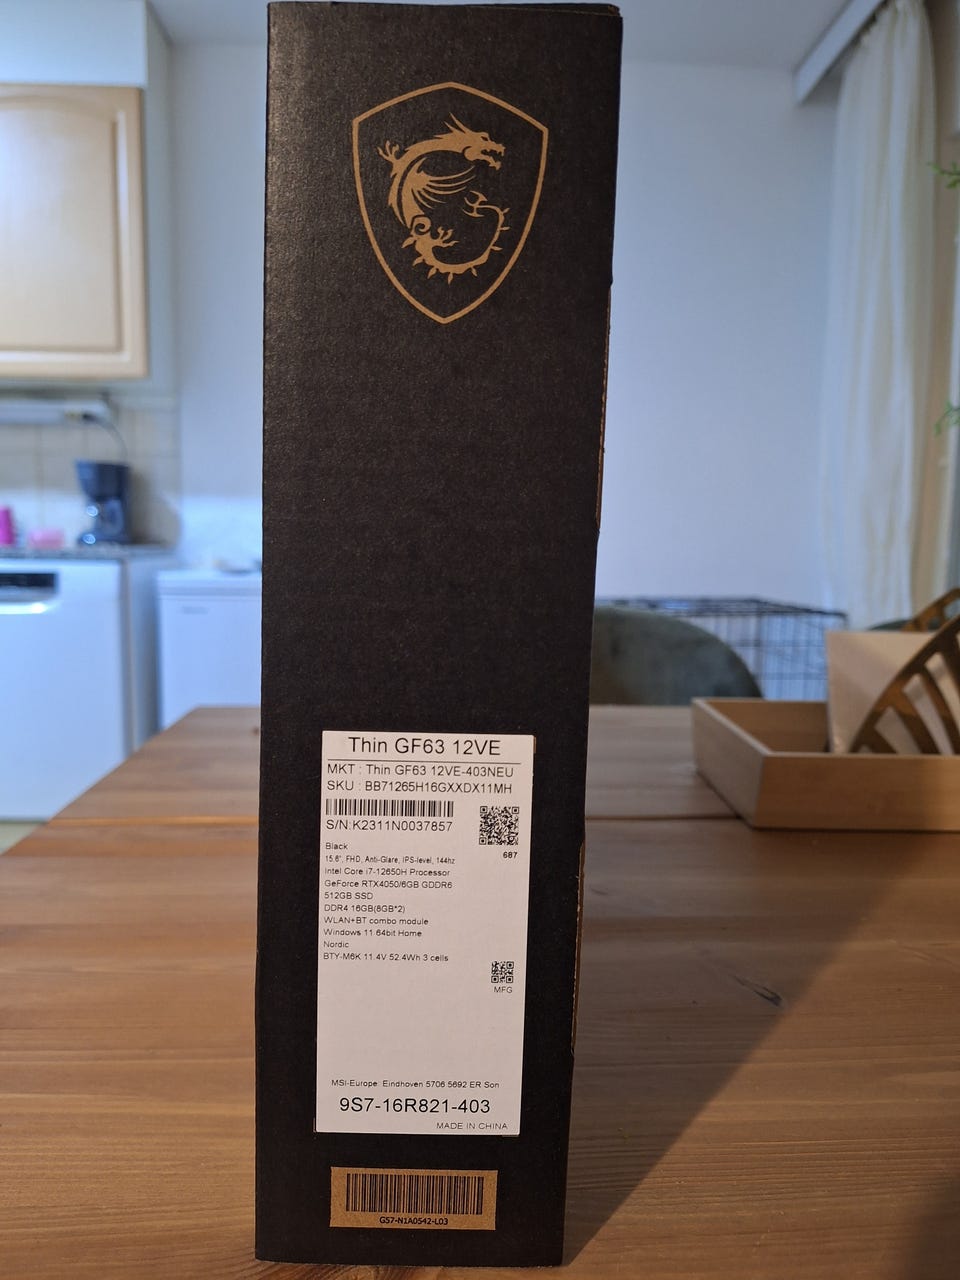 Thin GF63 12VE
MKT : Thin GF63 12VE-403NEU
SKU : BB71265H16GXXDX11MH
S/N:K2311N0037857
687
Black
15.6", FHD, Anti-Glare, IPS-level, 144hz
Intel Core i7-12650H Processor
GeForce RTX4050/6GB GDDR6
512GB SSD
DDR4 16GB(8GB*2)
WLAN+BT combo module
Windows 11 64bit Home
Nordic
BTY-M6K 11.4V 52.4Wh 3 cells
MFG
MSI-Europe: Eindhoven 5706 5692 ER Son
9S7-16R821-403
MADE IN CHINA
G57-N1A0542-L03